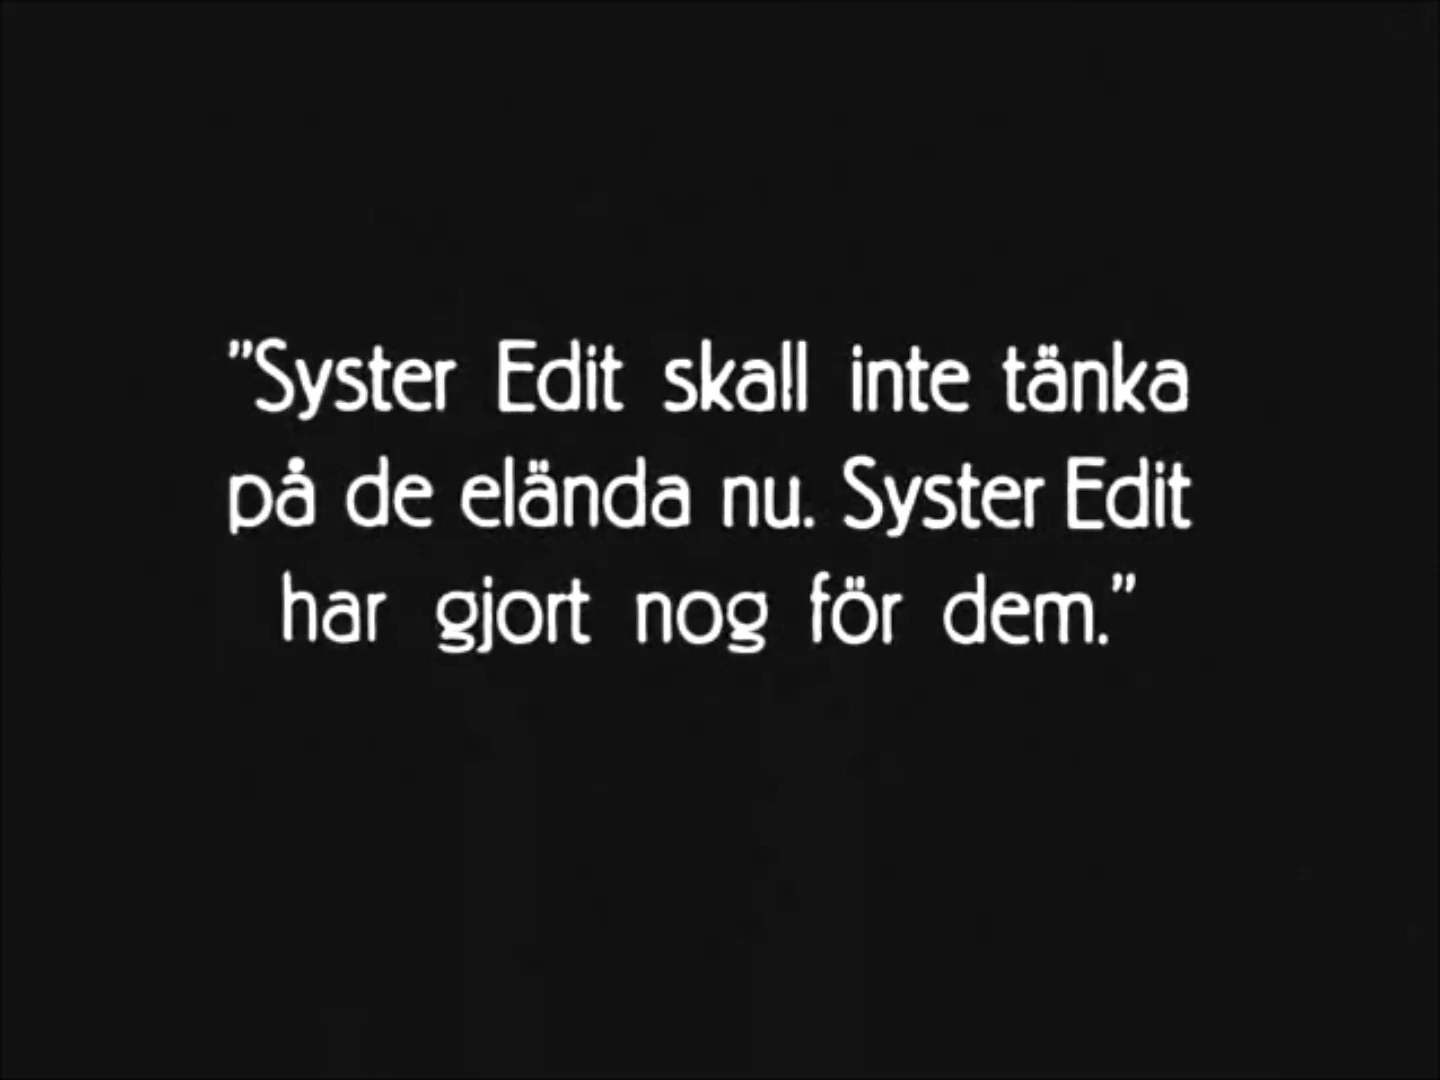 ”Syster Edit skall inte tänka
på de elända nu. Syster Edit
har gjort nog för dem.”